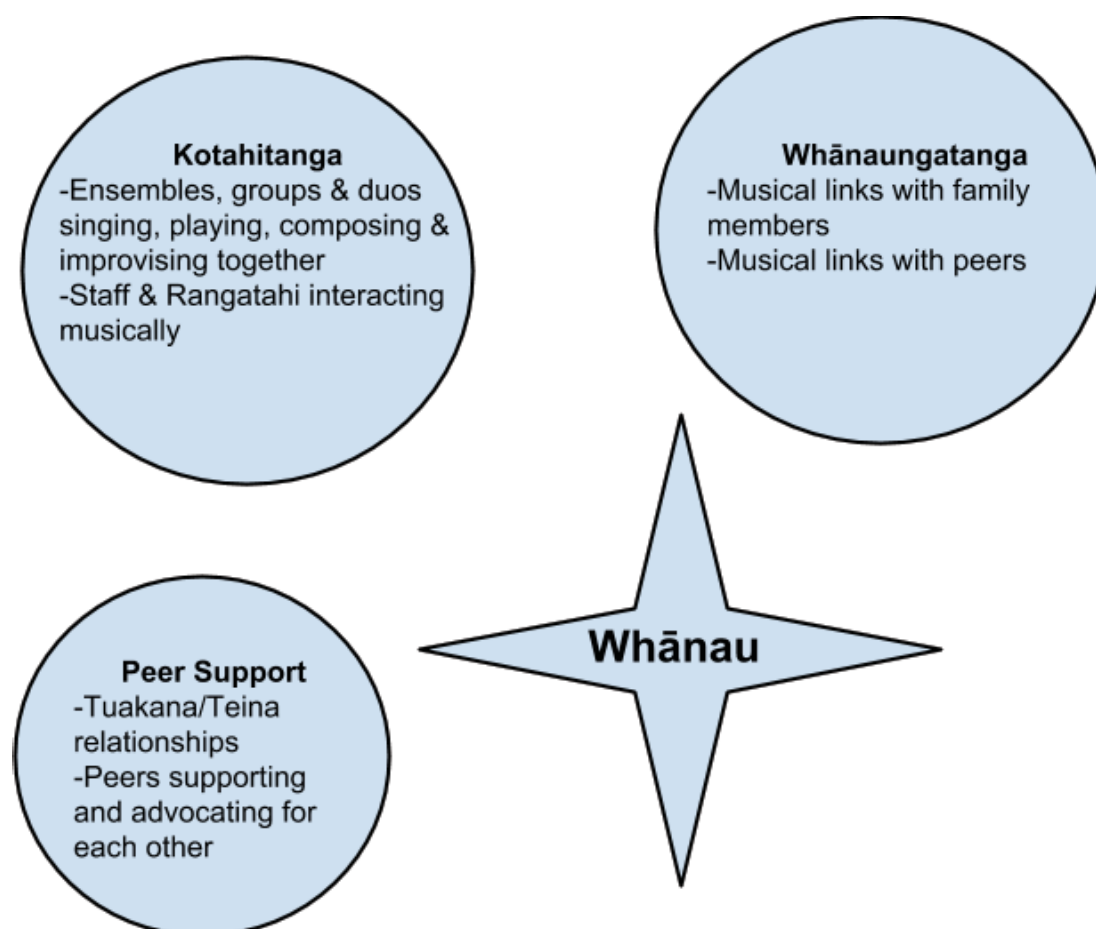 Kotahitanga
-Ensembles, groups & duos
singing, playing, composing &
improvising together
-Staff & Rangatahi interacting
musically
Whānaungatanga
-Musical links with family
members
-Musical links with peers
Whānau
Peer Support
-Tuakana/Teina
relationships
-Peers supporting
and advocating for
each other